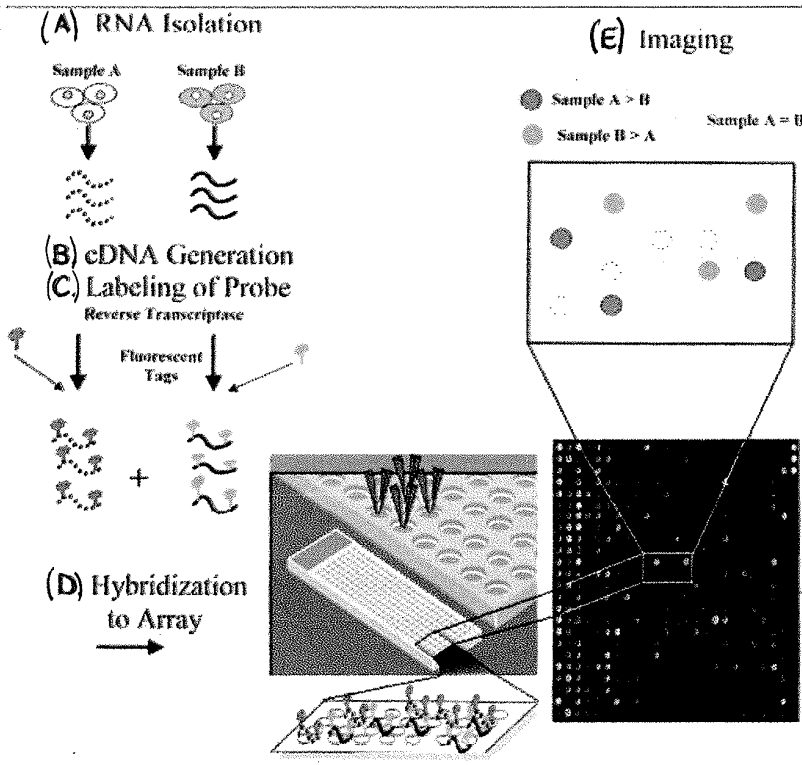 (A) RNA Isolation
Sample A Sample B
(B) cDNA Generation
(C) Labeling of Probe
Reverse Transcriptase
Fluorescent
Tags
+
(D) Hybridization
to Array
(E) Imaging
Sample A > B
Sample B > A
Sample A = B